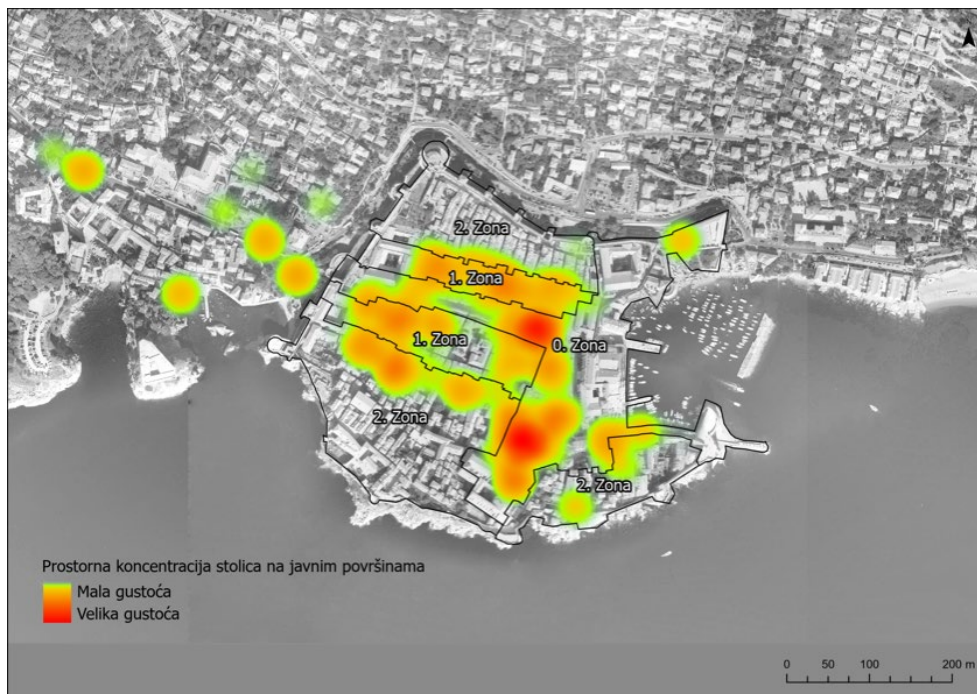 2. Zona
1. Zona
1. Zona
0. Zona
2. Zona
2. Zona
Prostorna koncentracija stolica na javnim površinama
Mala gustoća
Velika gustoća
0 50 100 200 m